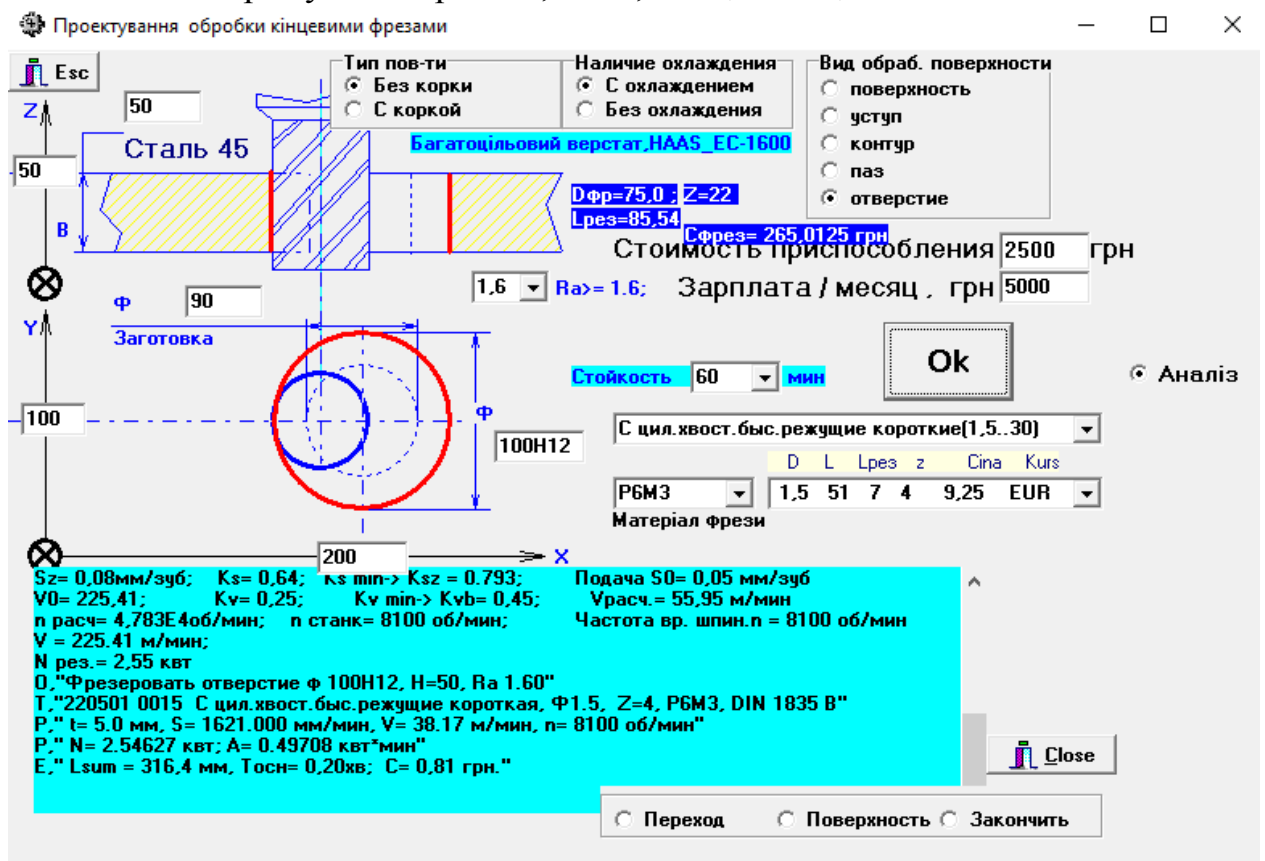 Проектування обробки кінцевими фрезами
Esc
Тип пов-ти
Без корки
С коркой
Наличие охлаждения
С охлаждением
Без охлаждения
Вид обраб. поверхности
поверхность
уступ
контур
паз
отверстие
Z
50
Сталь 45
Багатоцільовий верстат,HAAS_EC-1600
50
B
Dфр=75,0 ; Z=22
Lрез=85,54
Cфрез= 265,0125 грн
Стоимость приспособления 2500 грн
1,6 Ra>= 1.6; Зарплата / месяц , грн 5000
ф 90
Заготовка
Y
Ok
Стойкость 60 мин
Аналіз
100
Ф
100H12
С цил.хвост.быс.режущие короткие(1,5..30)
D L Lрез z Cina Kurs
Р6М3 1,5 51 7 4 9,25 EUR
Матеріал фрези
200 X
Sz= 0,08мм/зуб; Ks= 0,64; Ks min-> Ksz = 0.793; Подача S0= 0,05 мм/зуб
V0= 225,41; Kv= 0,25; Kv min-> Kvb= 0,45; Vрасч.= 55,95 м/мин
n расч= 4,783E4об/мин; n станк= 8100 об/мин; Частота вр. шпин.n = 8100 об/мин
V = 225.41 м/мин;
N рез.= 2,55 квт
О,"Фрезеровать отверстие ф 100H12, H=50, Ra 1.60"
T,"220501 0015 С цил.хвост.быс.режущие короткая, Ф1.5, Z=4, Р6М3, DIN 1835 B"
P," t= 5.0 мм, S= 1621.000 мм/мин, V= 38.17 м/мин, n= 8100 об/мин"
P," N= 2.54627 квт; A= 0.49708 квт*мин"
E," Lsum = 316,4 мм, Tосн= 0,20хв; C= 0,81 грн."
Close
Переход
Поверхность
Закончить